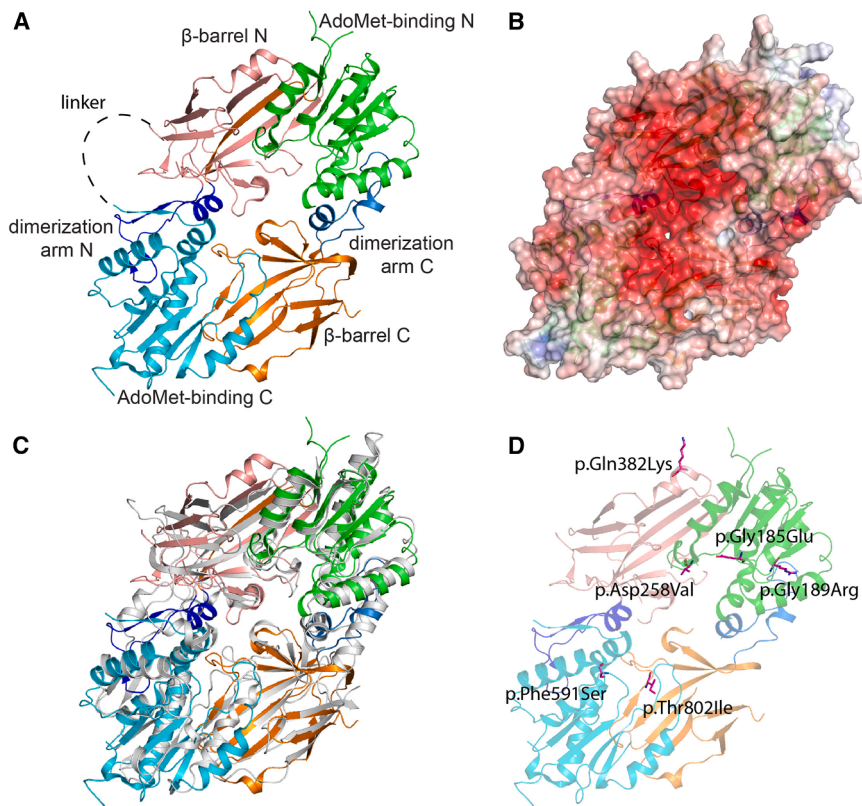 A
AdoMet-binding N
β-barrel N
linker
dimerization
arm N
dimerization
arm C
β-barrel C
AdoMet-binding C
B
C
D
p.Gln382Lys
p.Gly185Glu
p.Asp258Val
p.Gly189Arg
p.Phe591Ser
p.Thr802Ile